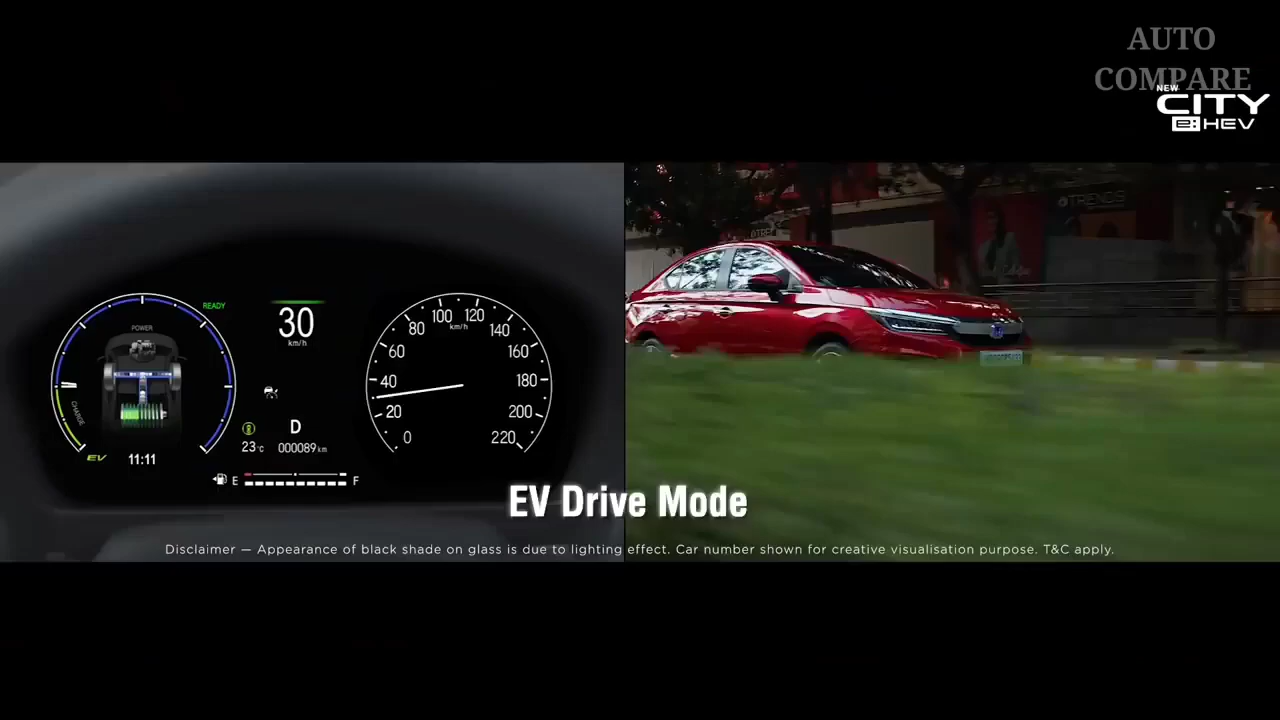 AUTO
COMPARE
NEW
CITY
e:HEV
TRENDS
READY
POWER
CHARGE
EV
11:11
30
km/h
D
23°C
000089 km
E
F
0
20
40
60
80
100
120
140
160
180
200
220
km/h
EV Drive Mode
Disclaimer — Appearance of black shade on glass is due to lighting effect. Car number shown for creative visualisation purpose. T&C apply.